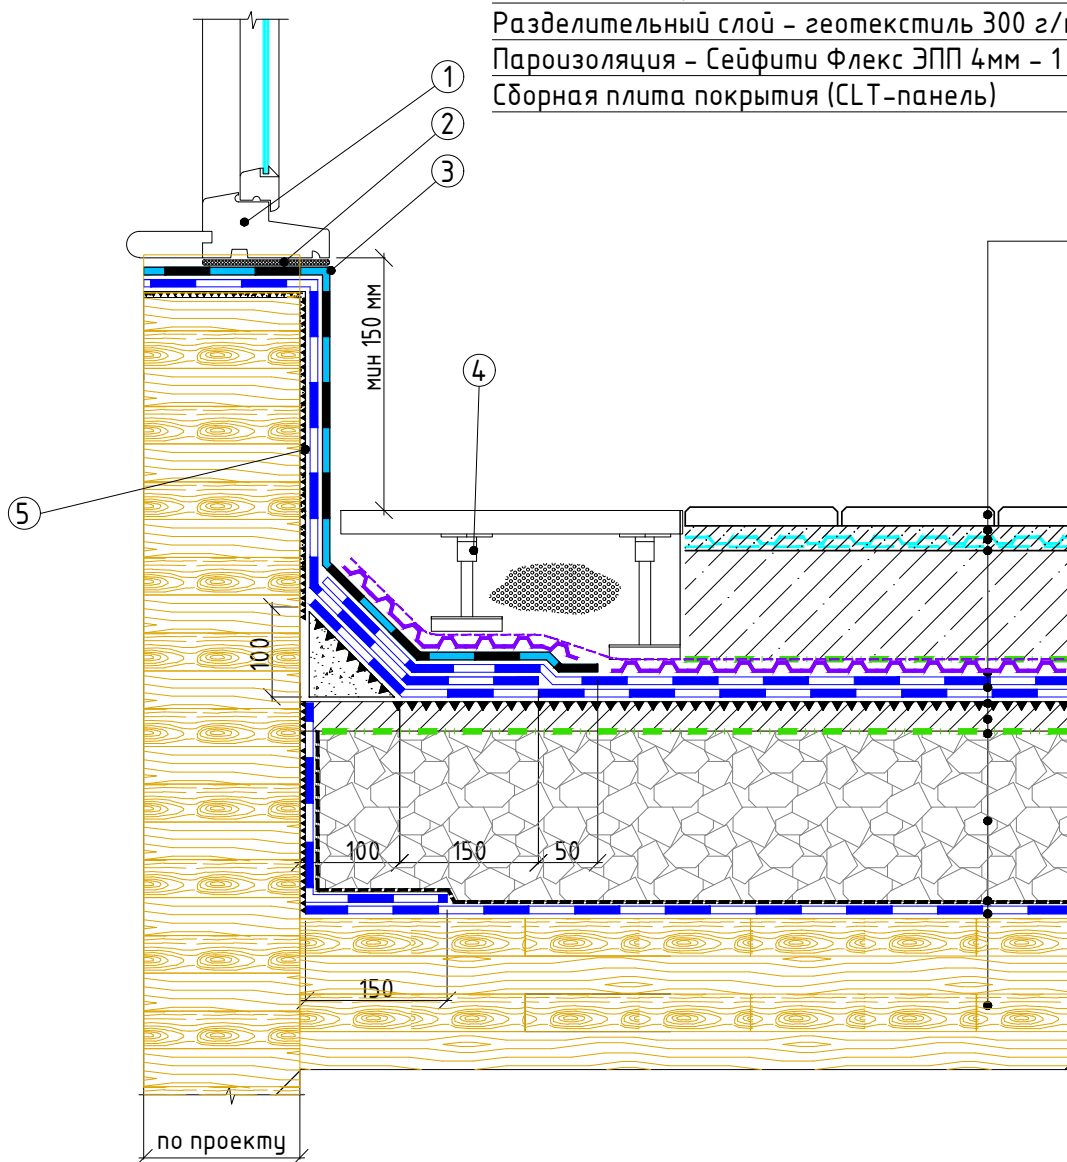 Разделительный слой - геотекстиль 300 г/
Пароизоляция - Сейфити Флекс ЭПП 4мм - 1
Сборная плита покрытия (CLT-панель)
1
2
3
мин 150 мм
4
5
100
100
150
50
150
по проекту